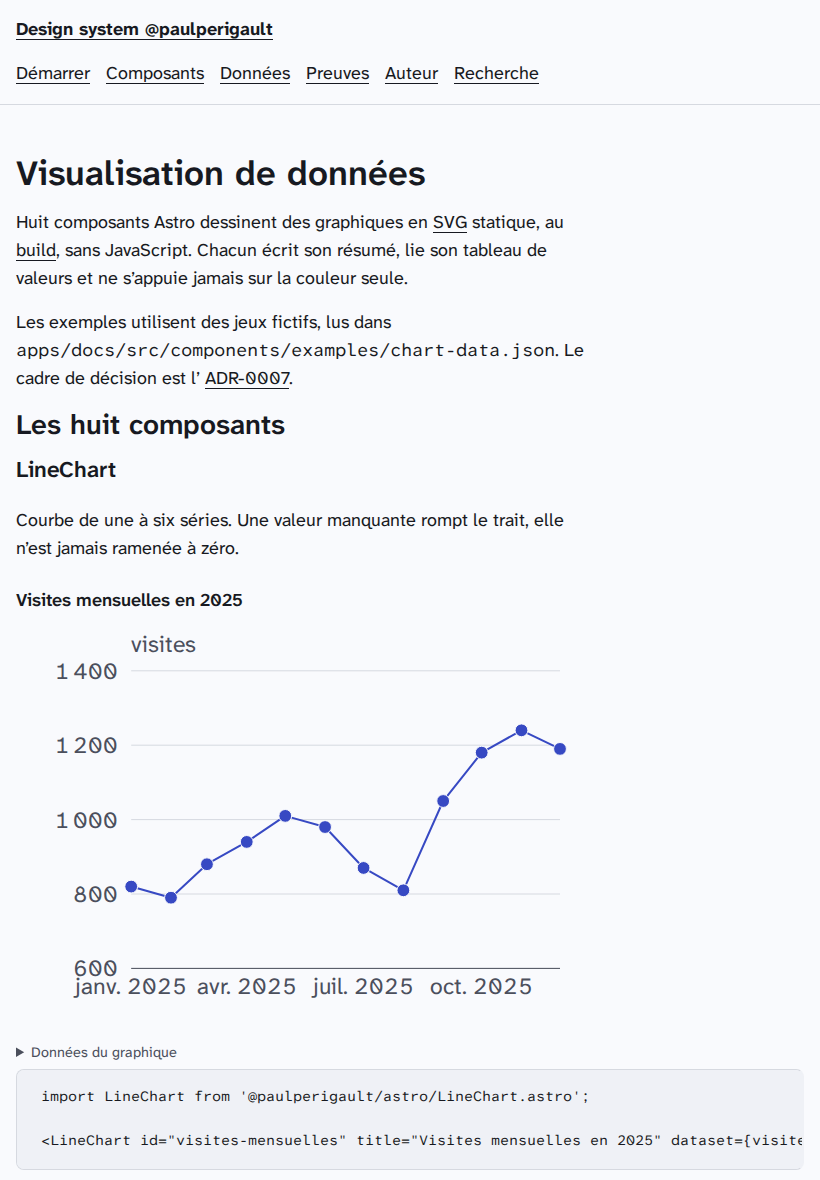 Design system @paulperigault
Démarrer Composants Données Preuves Auteur Recherche
Visualisation de données
Huit composants Astro dessinent des graphiques en SVG statique, au
build, sans JavaScript. Chacun écrit son résumé, lie son tableau de
valeurs et ne s’appuie jamais sur la couleur seule.
Les exemples utilisent des jeux fictifs, lus dans
apps/docs/src/components/examples/chart-data.json. Le
cadre de décision est l’ ADR-0007.
Les huit composants
LineChart
Courbe de une à six séries. Une valeur manquante rompt le trait, elle
n’est jamais ramenée à zéro.
Visites mensuelles en 2025
visites
1 400
1 200
1 000
800
600
janv. 2025 avr. 2025 juil. 2025 oct. 2025
Données du graphique
import LineChart from '@paulperigault/astro/LineChart.astro';
<LineChart id="visites-mensuelles" title="Visites mensuelles en 2025" dataset={visite